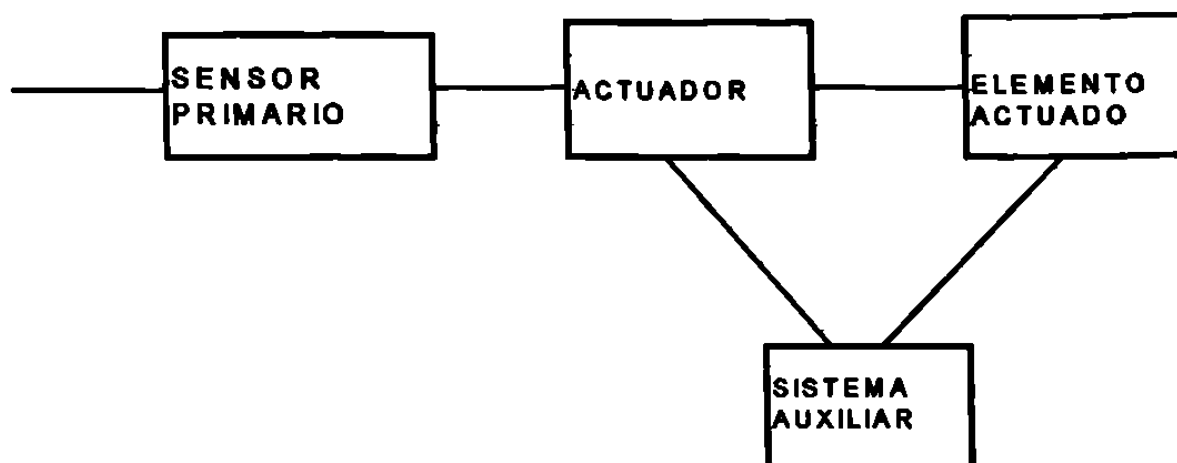 SENSOR
PRIMARIO
ACTUADOR
ELEMENTO
ACTUADO
SISTEMA
AUXILIAR